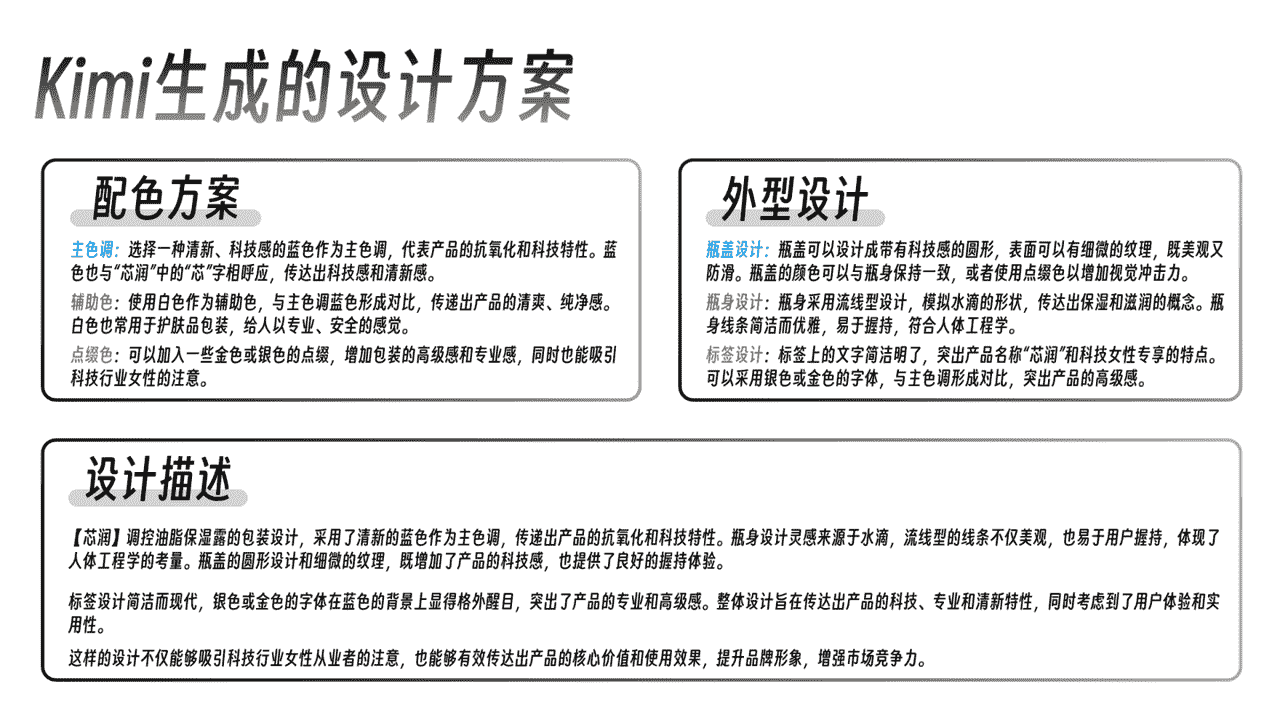 Kimi生成的设计方案
配色方案
主色调：选择一种清新、科技感的蓝色作为主色调，代表产品的抗氧化和科技特性。蓝
色也与“芯润”中的“芯”字相呼应，传达出科技感和清新感。
辅助色：使用白色作为辅助色，与主色调蓝色形成对比，传递出产品的清爽、纯净感。
白色也常用于护肤品包装，给人以专业、安全的感觉。
点缀色：可以加入一些金色或银色的点缀，增加包装的高级感和专业感，同时也能吸引
科技行业女性的注意。
外型设计
瓶盖设计：瓶盖可以设计成带有科技感的圆形，表面可以有细微的纹理，既美观又
防滑。瓶盖的颜色可以与瓶身保持一致，或者使用点缀色以增加视觉冲击力。
瓶身设计：瓶身采用流线型设计，模拟水滴的形状，传达出保湿和滋润的概念。瓶
身线条简洁而优雅，易于握持，符合人体工程学。
标签设计：标签上的文字简洁明了，突出产品名称“芯润”和科技女性专享的特点。
可以采用银色或金色的字体，与主色调形成对比，突出产品的高级感。
设计描述
【芯润】调控油脂保湿露的包装设计，采用了清新的蓝色作为主色调，传递出产品的抗氧化和科技特性。瓶身设计灵感来源于水滴，流线型的线条不仅美观，也易于用户握持，体现了
人体工程学的考量。瓶盖的圆形设计和细微的纹理，既增加了产品的科技感，也提供了良好的握持体验。
标签设计简洁而现代，银色或金色的字体在蓝色的背景上显得格外醒目，突出了产品的专业和高级感。整体设计旨在传达出产品的科技、专业和清新特性，同时考虑到了用户体验和实
用性。
这样的设计不仅能够吸引科技行业女性从业者的注意，也能够有效传达出产品的核心价值和使用效果，提升品牌形象，增强市场竞争力。